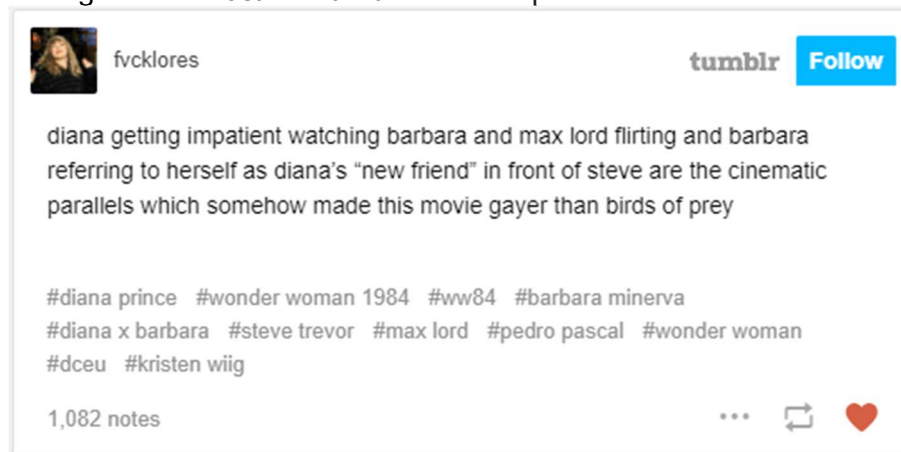 fvcklores
tumblr
Follow
diana getting impatient watching barbara and max lord flirting and barbara
referring to herself as diana's “new friend” in front of steve are the cinematic
parallels which somehow made this movie gayer than birds of prey
#diana prince #wonder woman 1984 #ww84 #barbara minerva
#diana x barbara #steve trevor #max lord #pedro pascal #wonder woman
#dceu #kristen wiig
1,082 notes